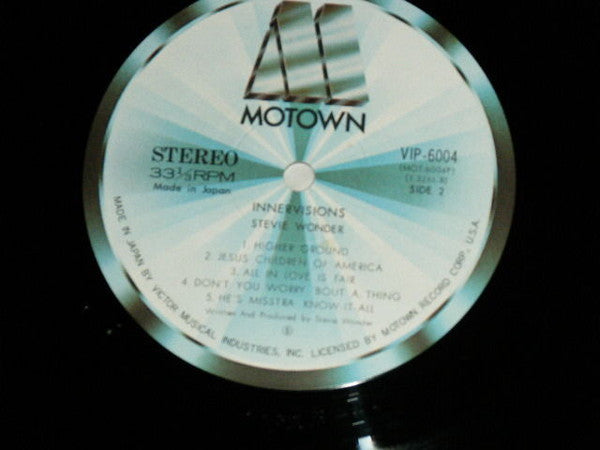 MOTOWN
STEREO
33⅓RPM
Made in Japan
VIP-6004
(MOT-6004P)
SIDE 2
INNERVISIONS
STEVIE WONDER
1. HIGHER GROUND
2. JESUS CHILDREN OF AMERICA
3. ALL IN LOVE IS FAIR
4. DON'T YOU WORRY 'BOUT A THING
5. HE'S MISSTRA KNOW-IT-ALL
Written And Produced by Stevie Wonder
MADE IN JAPAN BY VICTOR MUSICAL INDUSTRIES, INC. LICENSED BY MOTOWN RECORD CORP., U.S.A.